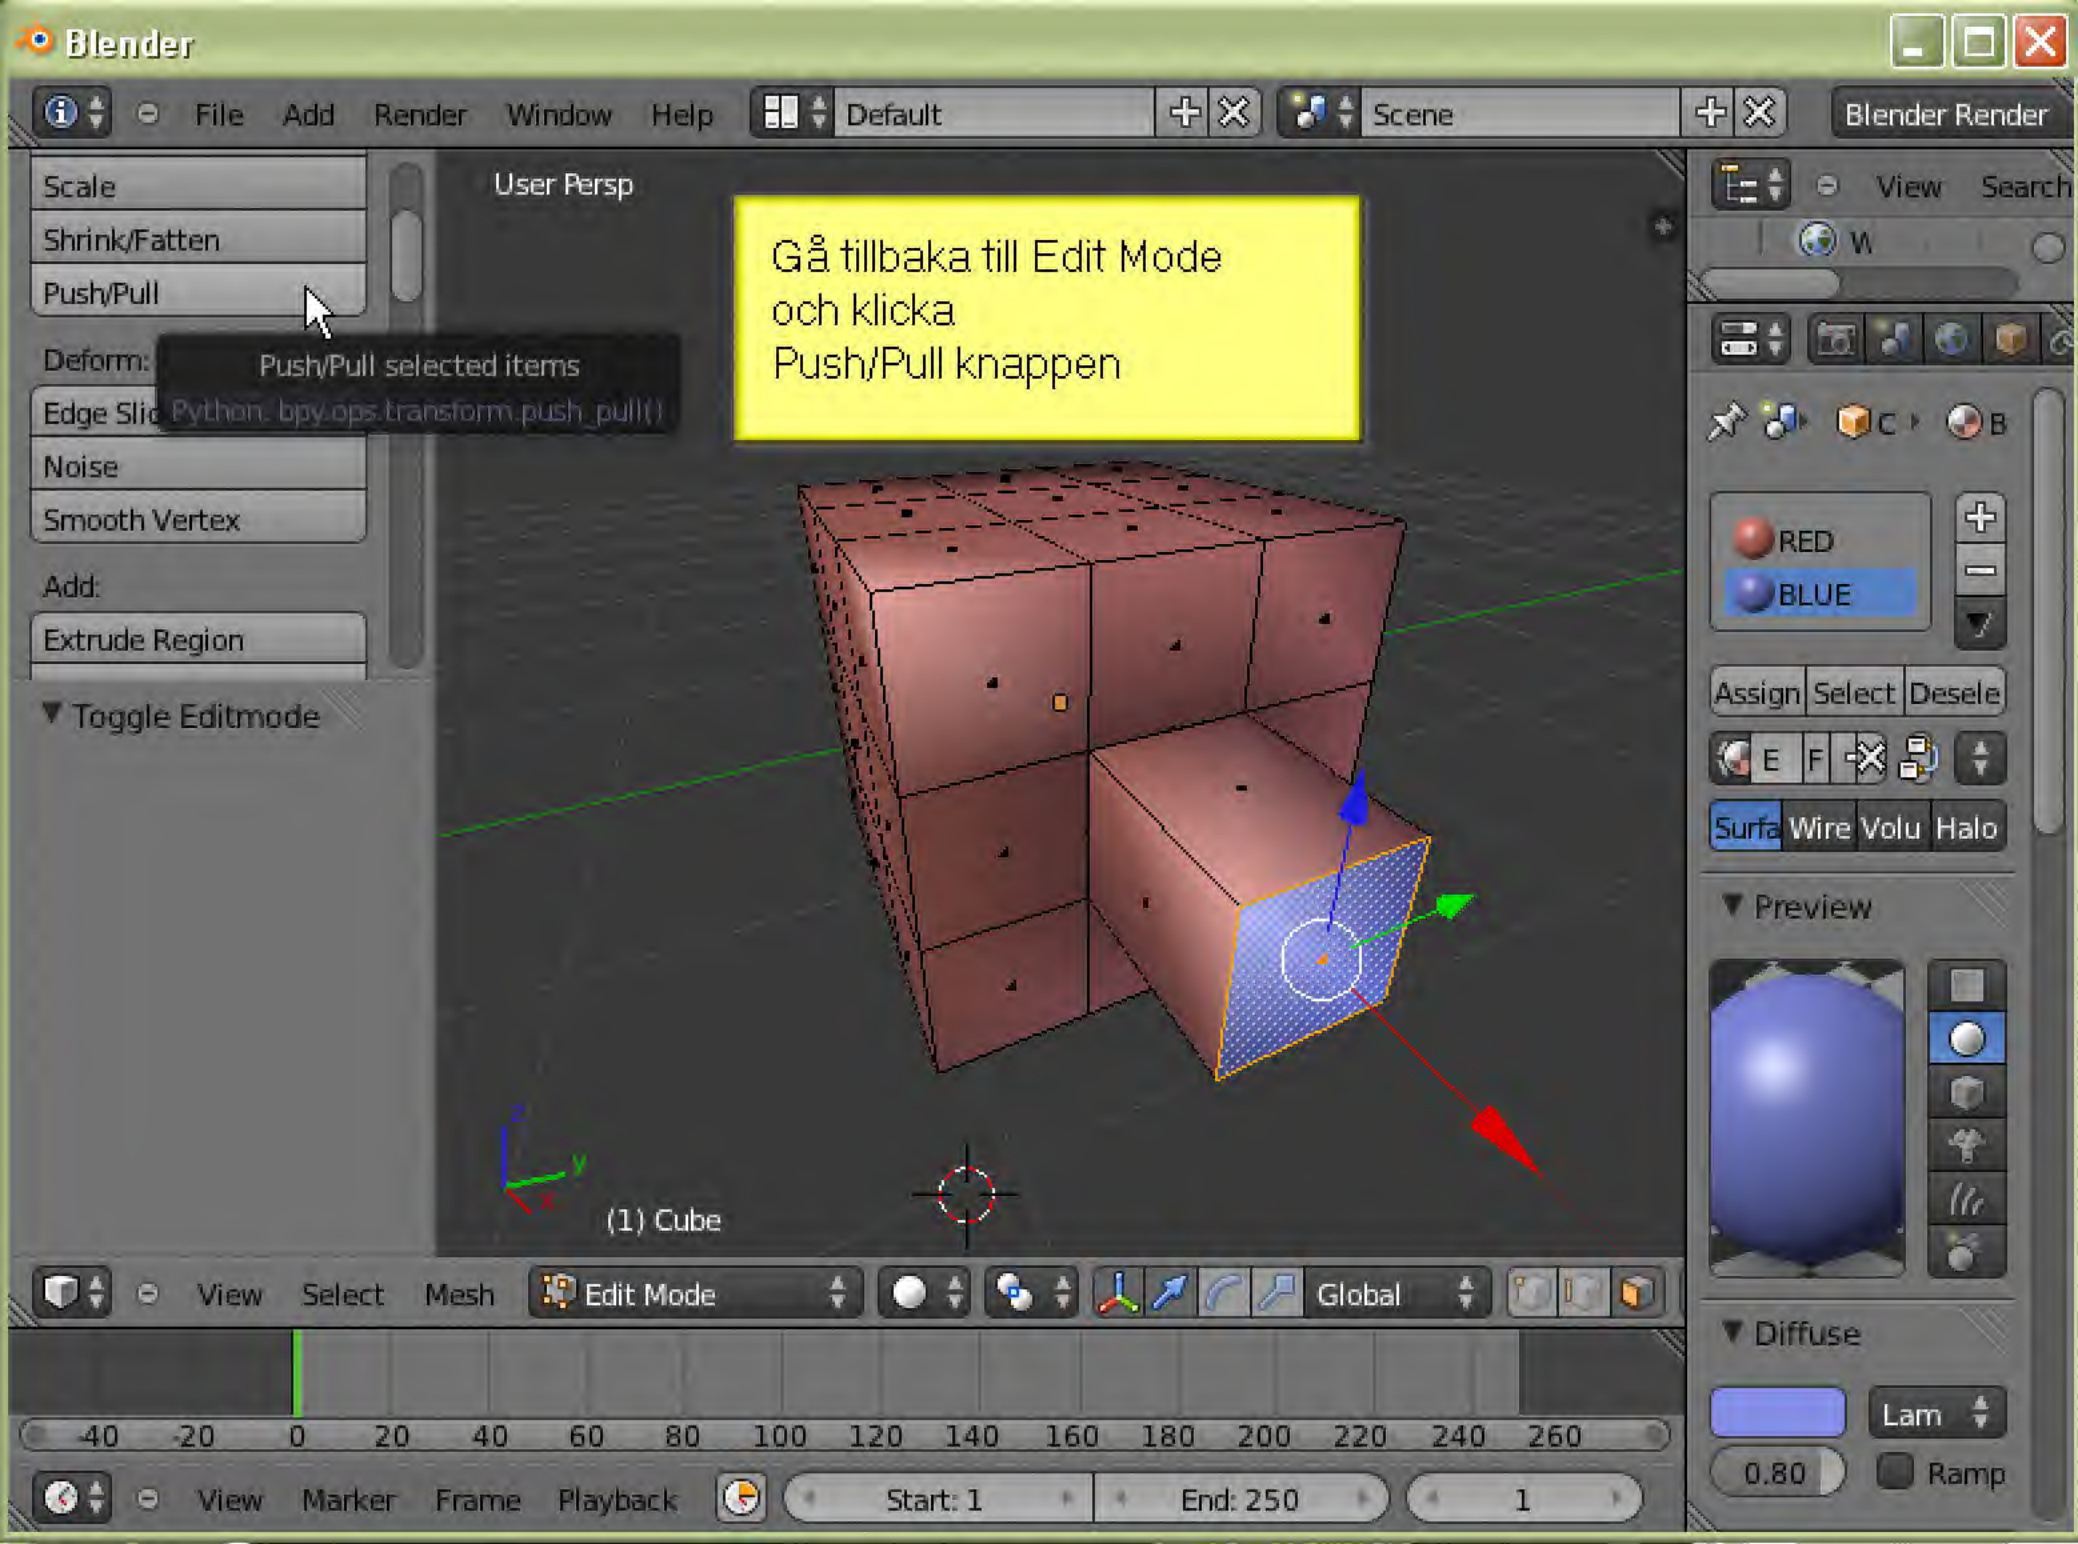 Blender
File Add Render Window Help Default Scene Blender Render
Scale
Shrink/Fatten
Push/Pull
Deform:
Push/Pull selected items
Python: bpy.ops.transform.push_pull()
Edge Slic
Noise
Smooth Vertex
Add:
Extrude Region
Toggle Editmode
User Persp
Gå tillbaka till Edit Mode
och klicka
Push/Pull knappen
z
y
x
(1) Cube
View Search
W
C B
RED
BLUE
Assign Select Desele
E F
Surfa Wire Volu Halo
Preview
Diffuse
Lam
0.80 Ramp
View Select Mesh Edit Mode Global
-40 -20 0 20 40 60 80 100 120 140 160 180 200 220 240 260
View Marker Frame Playback Start: 1 End: 250 1